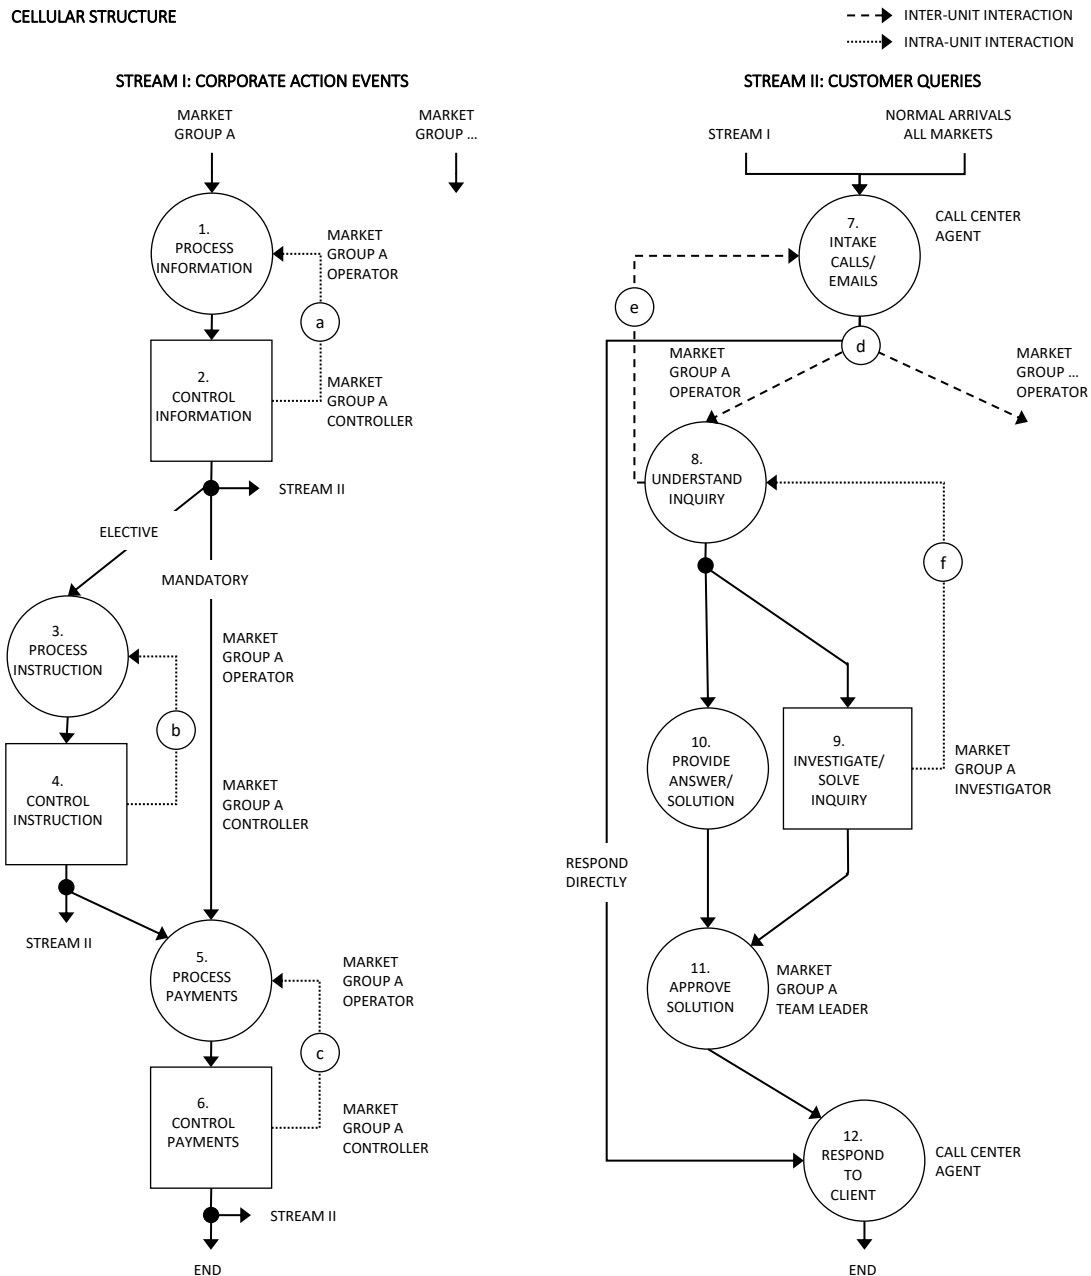 CELLULAR STRUCTURE
INTER-UNIT INTERACTION
INTRA-UNIT INTERACTION
STREAM I: CORPORATE ACTION EVENTS
MARKET
GROUP A
MARKET
GROUP ...
1.
PROCESS
INFORMATION
MARKET
GROUP A
OPERATOR
a
2.
CONTROL
INFORMATION
MARKET
GROUP A
CONTROLLER
STREAM II
ELECTIVE
MANDATORY
3.
PROCESS
INSTRUCTION
MARKET
GROUP A
OPERATOR
b
4.
CONTROL
INSTRUCTION
MARKET
GROUP A
CONTROLLER
STREAM II
5.
PROCESS
PAYMENTS
MARKET
GROUP A
OPERATOR
c
6.
CONTROL
PAYMENTS
MARKET
GROUP A
CONTROLLER
STREAM II
END
STREAM II: CUSTOMER QUERIES
STREAM I
NORMAL ARRIVALS
ALL MARKETS
7.
INTAKE
CALLS/
EMAILS
CALL CENTER
AGENT
e
d
MARKET
GROUP A
OPERATOR
MARKET
GROUP ...
OPERATOR
8.
UNDERSTAND
INQUIRY
f
10.
PROVIDE
ANSWER/
SOLUTION
9.
INVESTIGATE/
SOLVE
INQUIRY
MARKET
GROUP A
INVESTIGATOR
RESPOND
DIRECTLY
11.
APPROVE
SOLUTION
MARKET
GROUP A
TEAM LEADER
12.
RESPOND
TO
CLIENT
CALL CENTER
AGENT
END